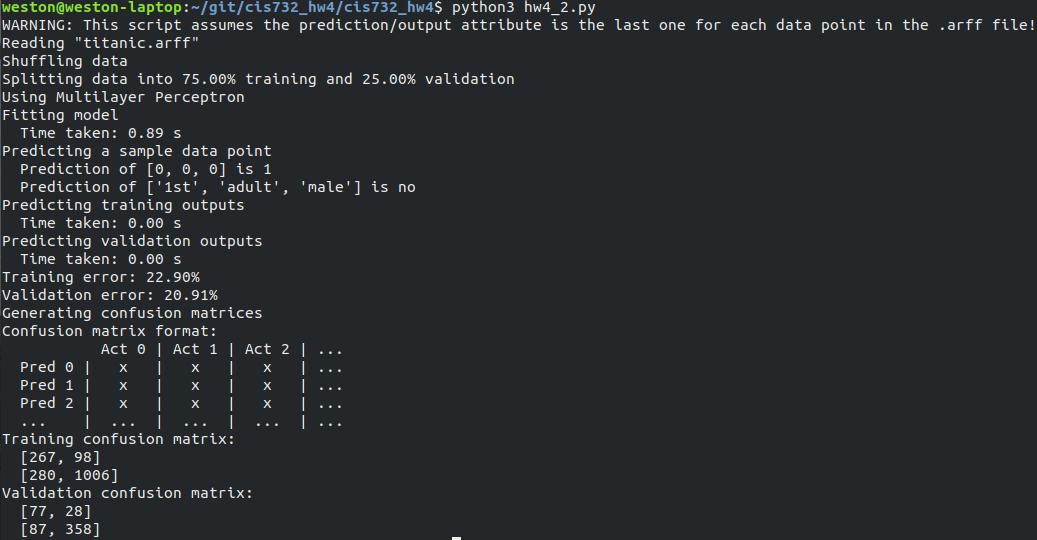 weston@weston-laptop:~/git/cis732_hw4/cis732_hw4$ python3 hw4_2.py
WARNING: This script assumes the prediction/output attribute is the last one for each data point in the .arff file!
Reading "titanic.arff"
Shuffling data
Splitting data into 75.00% training and 25.00% validation
Using Multilayer Perceptron
Fitting model
  Time taken: 0.89 s
Predicting a sample data point
  Prediction of [0, 0, 0] is 1
  Prediction of ['1st', 'adult', 'male'] is no
Predicting training outputs
  Time taken: 0.00 s
Predicting validation outputs
  Time taken: 0.00 s
Training error: 22.90%
Validation error: 20.91%
Generating confusion matrices
Confusion matrix format:
           Act 0 | Act 1 | Act 2 | ...
  Pred 0 |   x   |   x   |   x   | ...
  Pred 1 |   x   |   x   |   x   | ...
  Pred 2 |   x   |   x   |   x   | ...
  ...    |  ...  |  ...  |  ...  | ...
Training confusion matrix:
  [267, 98]
  [280, 1006]
Validation confusion matrix:
  [77, 28]
  [87, 358]